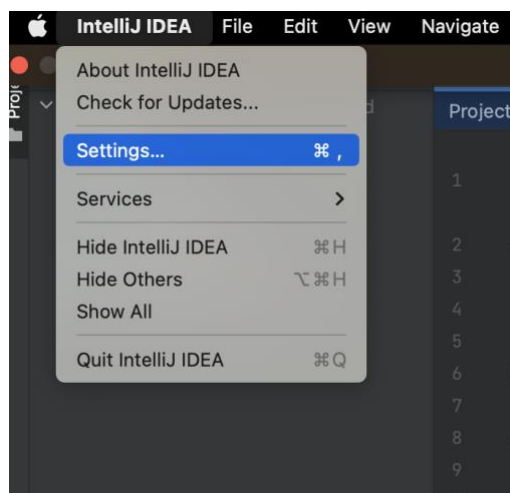 IntelliJ IDEA File Edit View Navigate
About IntelliJ IDEA
Check for Updates...
Settings... ⌘ ,
Services >
Hide IntelliJ IDEA ⌘ H
Hide Others ⌥ ⌘ H
Show All
Quit IntelliJ IDEA ⌘ Q
Proje
Project
1
2
3
4
5
6
7
8
9